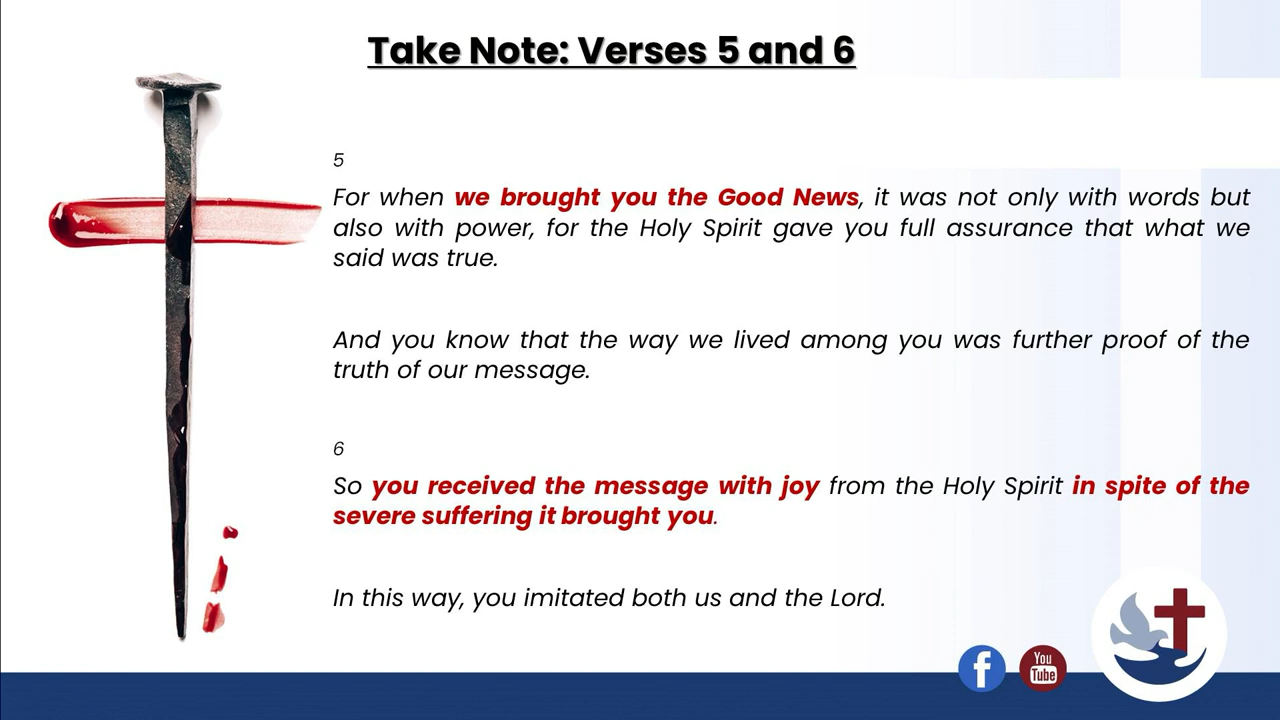 Take Note: Verses 5 and 6
5
For when we brought you the Good News, it was not only with words but
also with power, for the Holy Spirit gave you full assurance that what we
said was true.
And you know that the way we lived among you was further proof of the
truth of our message.
6
So you received the message with joy from the Holy Spirit in spite of the
severe suffering it brought you.
In this way, you imitated both us and the Lord.
f
You
Tube